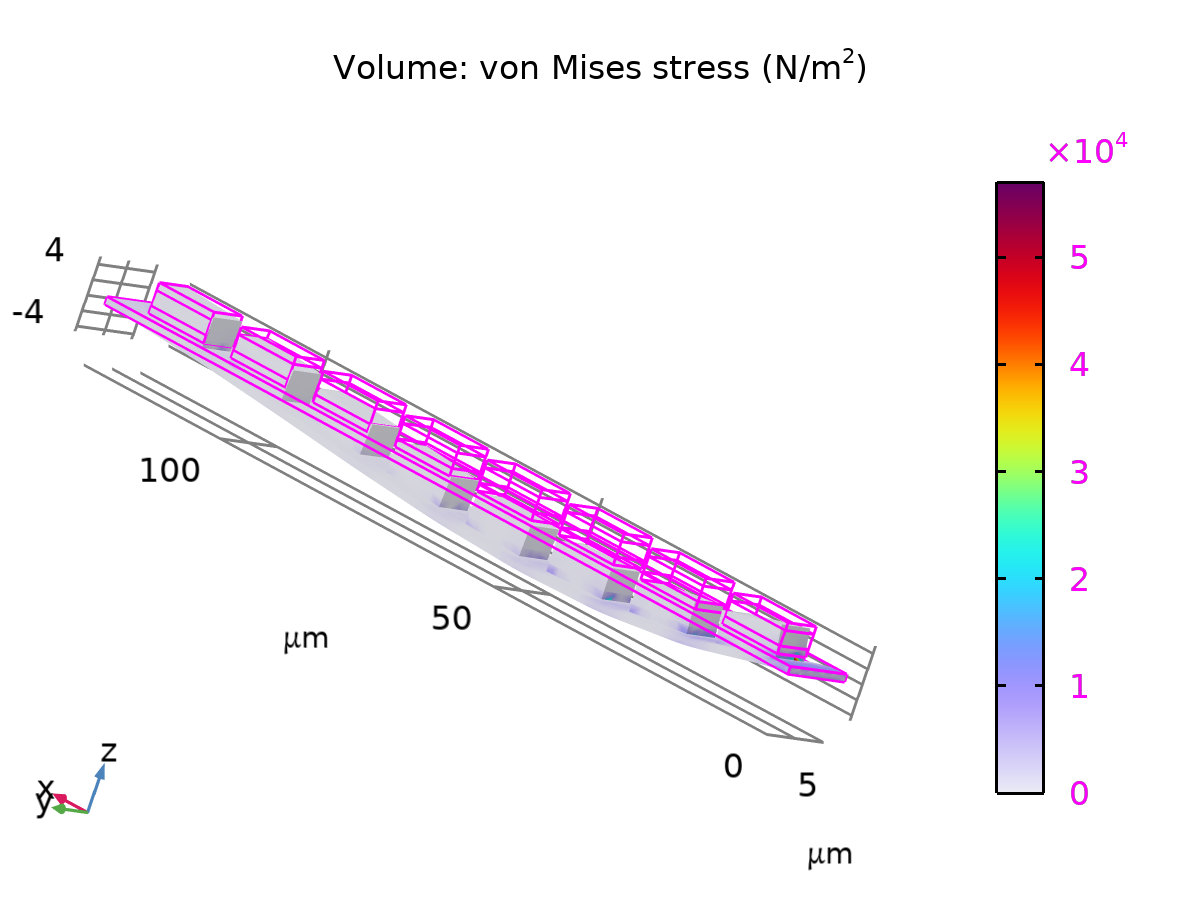 Volume: von Mises stress (N/m²)
×10⁴
5
4
3
2
1
0
4
-4
100
50
µm
0
5
µm
z
x
y